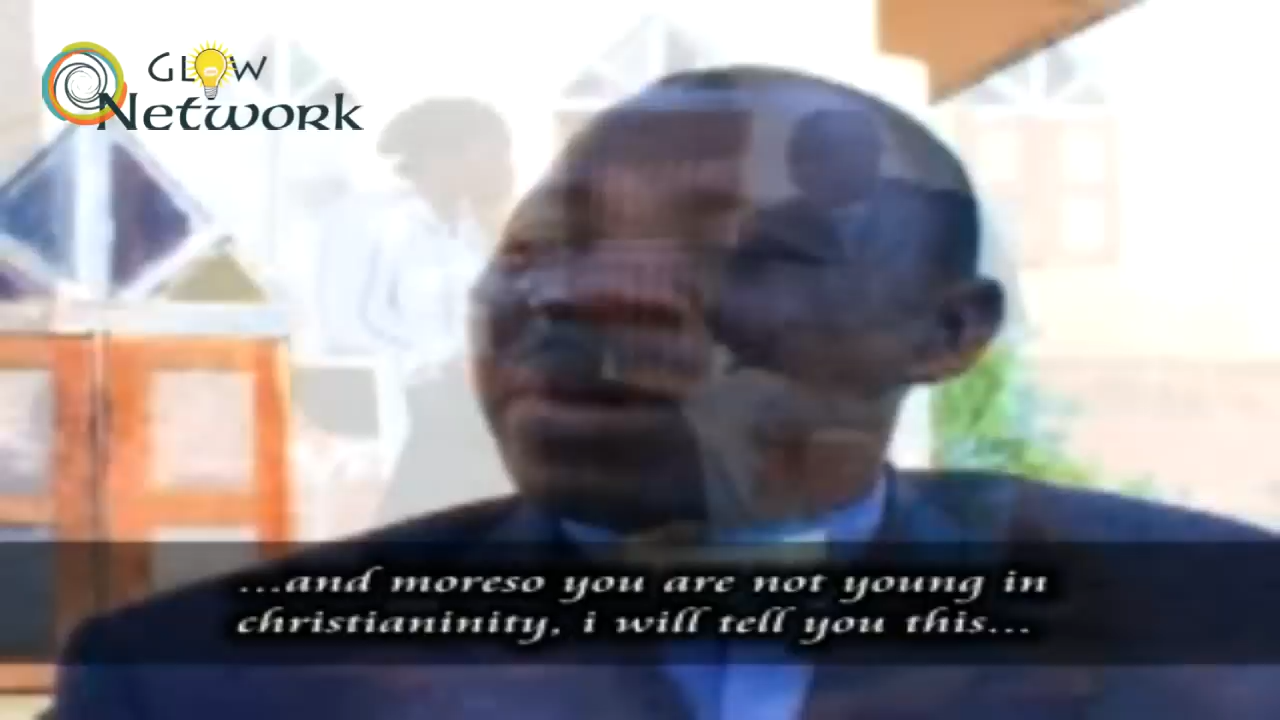 GLOW
Network
...and moreso you are not young in
christianinity, i will tell you this...